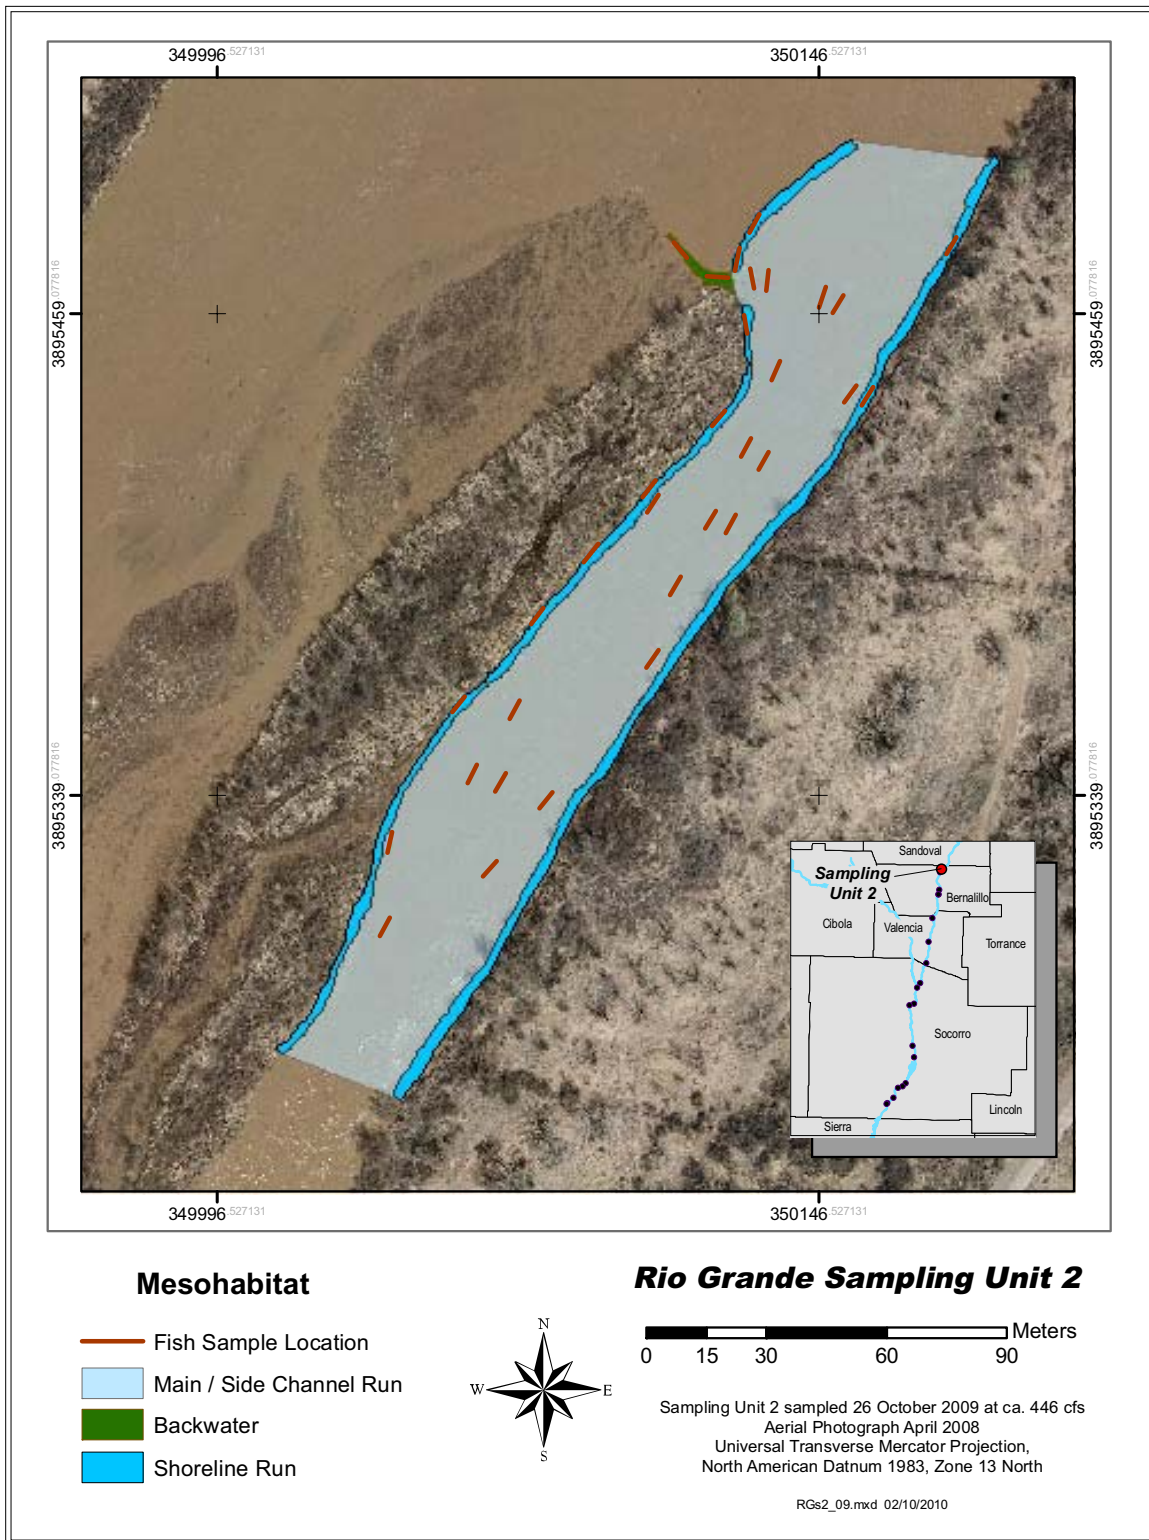 349996.527131 350146.527131
3895459.077816 3895459.077816
3895339.077816 3895339.077816
Sandoval
Sampling
Unit 2
Bernalillo
Cibola
Valencia
Torrance
Socorro
Lincoln
Sierra
349996.527131 350146.527131
Mesohabitat
Fish Sample Location
Main / Side Channel Run
Backwater
Shoreline Run
N
W E
S
Rio Grande Sampling Unit 2
Meters
0 15 30 60 90
Sampling Unit 2 sampled 26 October 2009 at ca. 446 cfs
Aerial Photograph April 2008
Universal Transverse Mercator Projection,
North American Datnum 1983, Zone 13 North
RGs2_09.mxd 02/10/2010